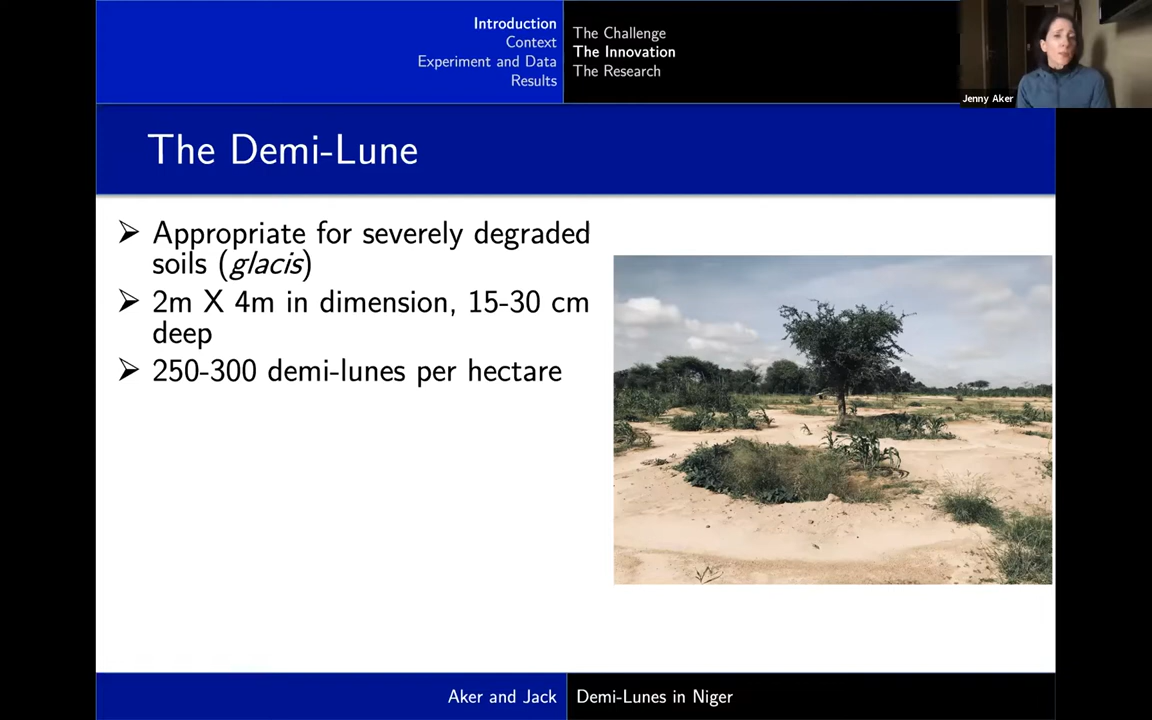 Introduction
Context
Experiment and Data
Results
The Challenge
The Innovation
The Research
Jenny Aker
The Demi-Lune
Appropriate for severely degraded
soils (glacis)
2m X 4m in dimension, 15-30 cm
deep
250-300 demi-lunes per hectare
Aker and Jack
Demi-Lunes in Niger